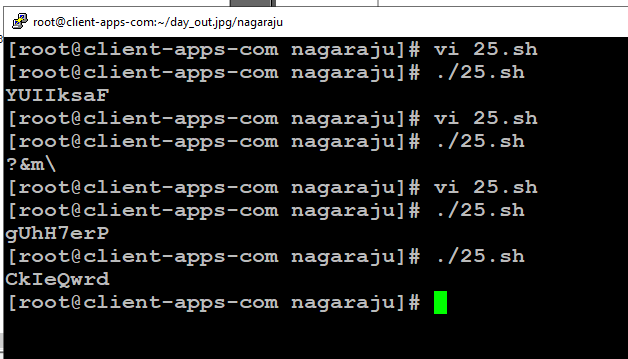 root@client-apps-com:~/day_out.jpg/nagaraju
[root@client-apps-com nagaraju]# vi 25.sh
[root@client-apps-com nagaraju]# ./25.sh
YUIIksaF
[root@client-apps-com nagaraju]# vi 25.sh
[root@client-apps-com nagaraju]# ./25.sh
?&m\
[root@client-apps-com nagaraju]# vi 25.sh
[root@client-apps-com nagaraju]# ./25.sh
gUhH7erP
[root@client-apps-com nagaraju]# ./25.sh
CkIeQwrd
[root@client-apps-com nagaraju]#